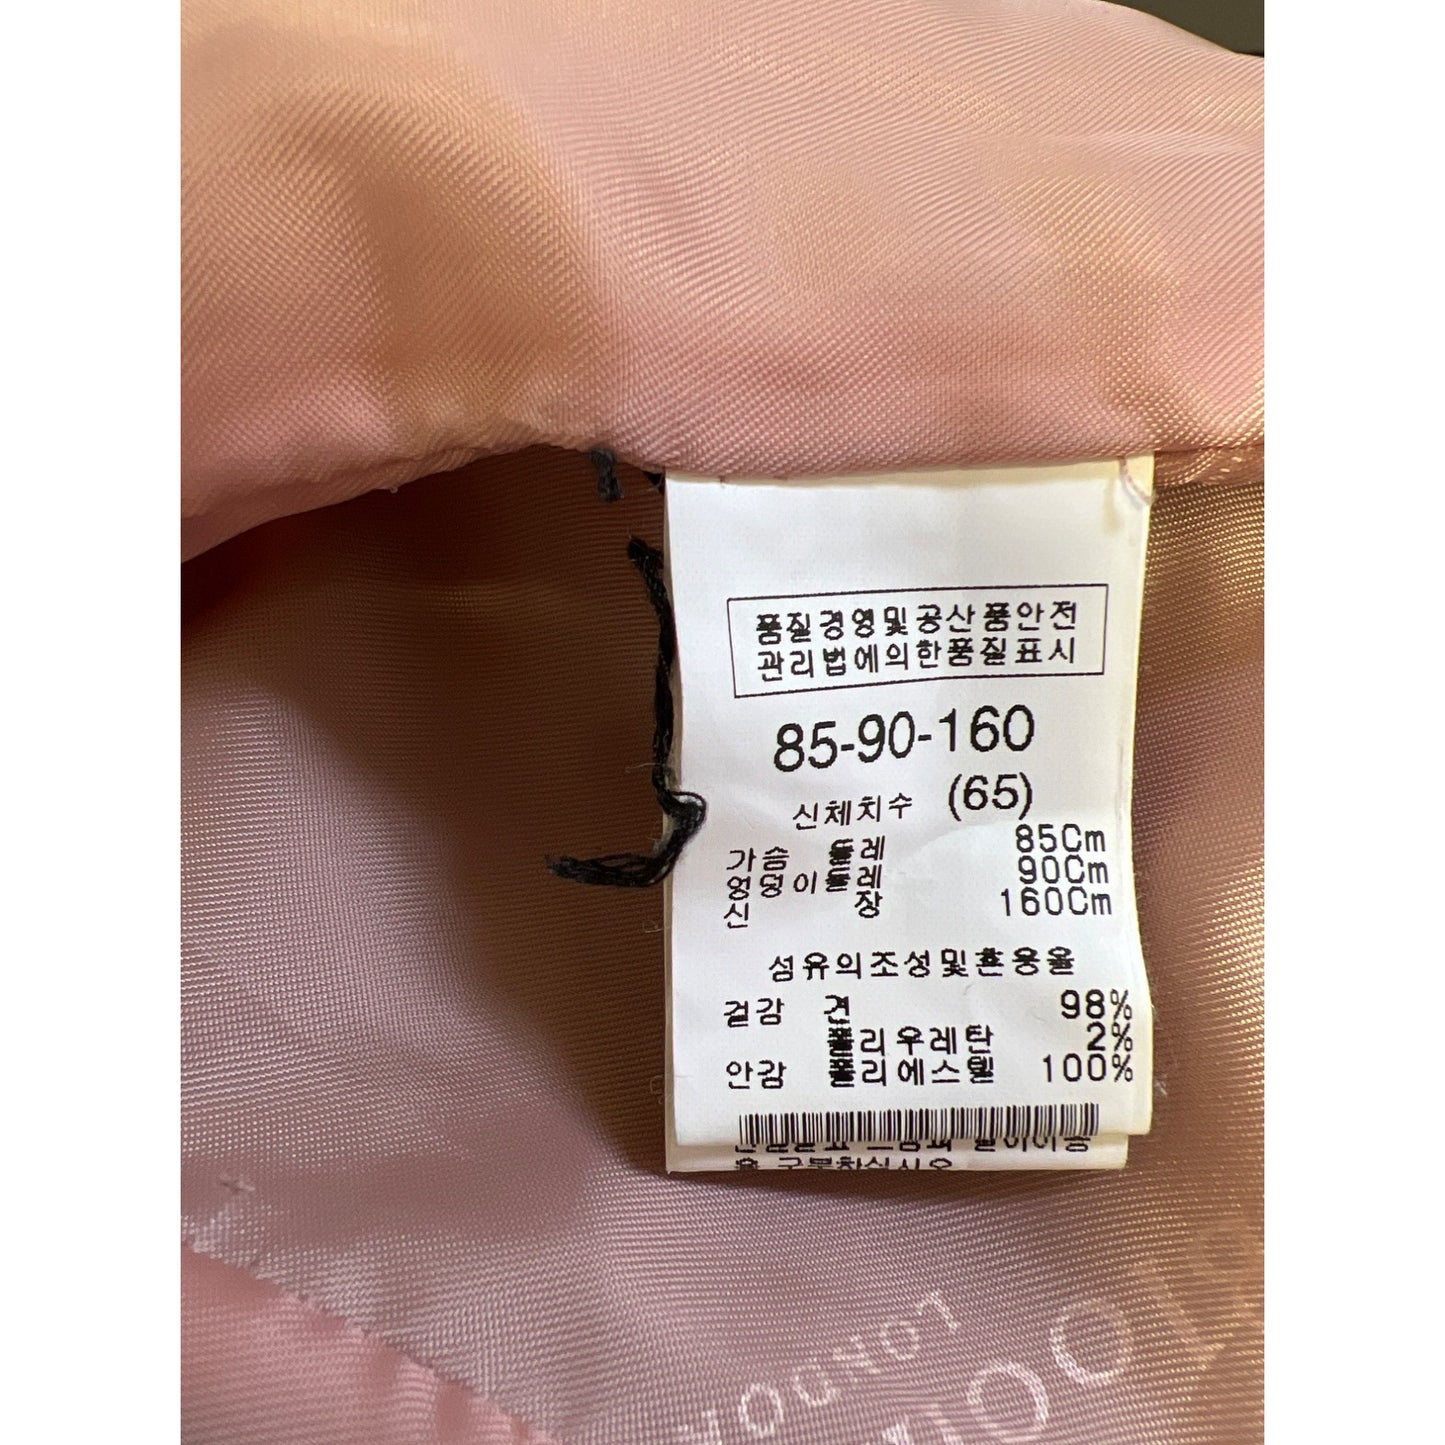 품질경영및공산품안전
관리법에의한품질표시
85-90-160
신체치수 (65)
가슴 둘레 85Cm
엉덩이둘레 90Cm
신 장 160Cm
섬유의조성및혼용율
겉감 견 98%
폴리우레탄 2%
안감 폴리에스텔 100%
LONDON